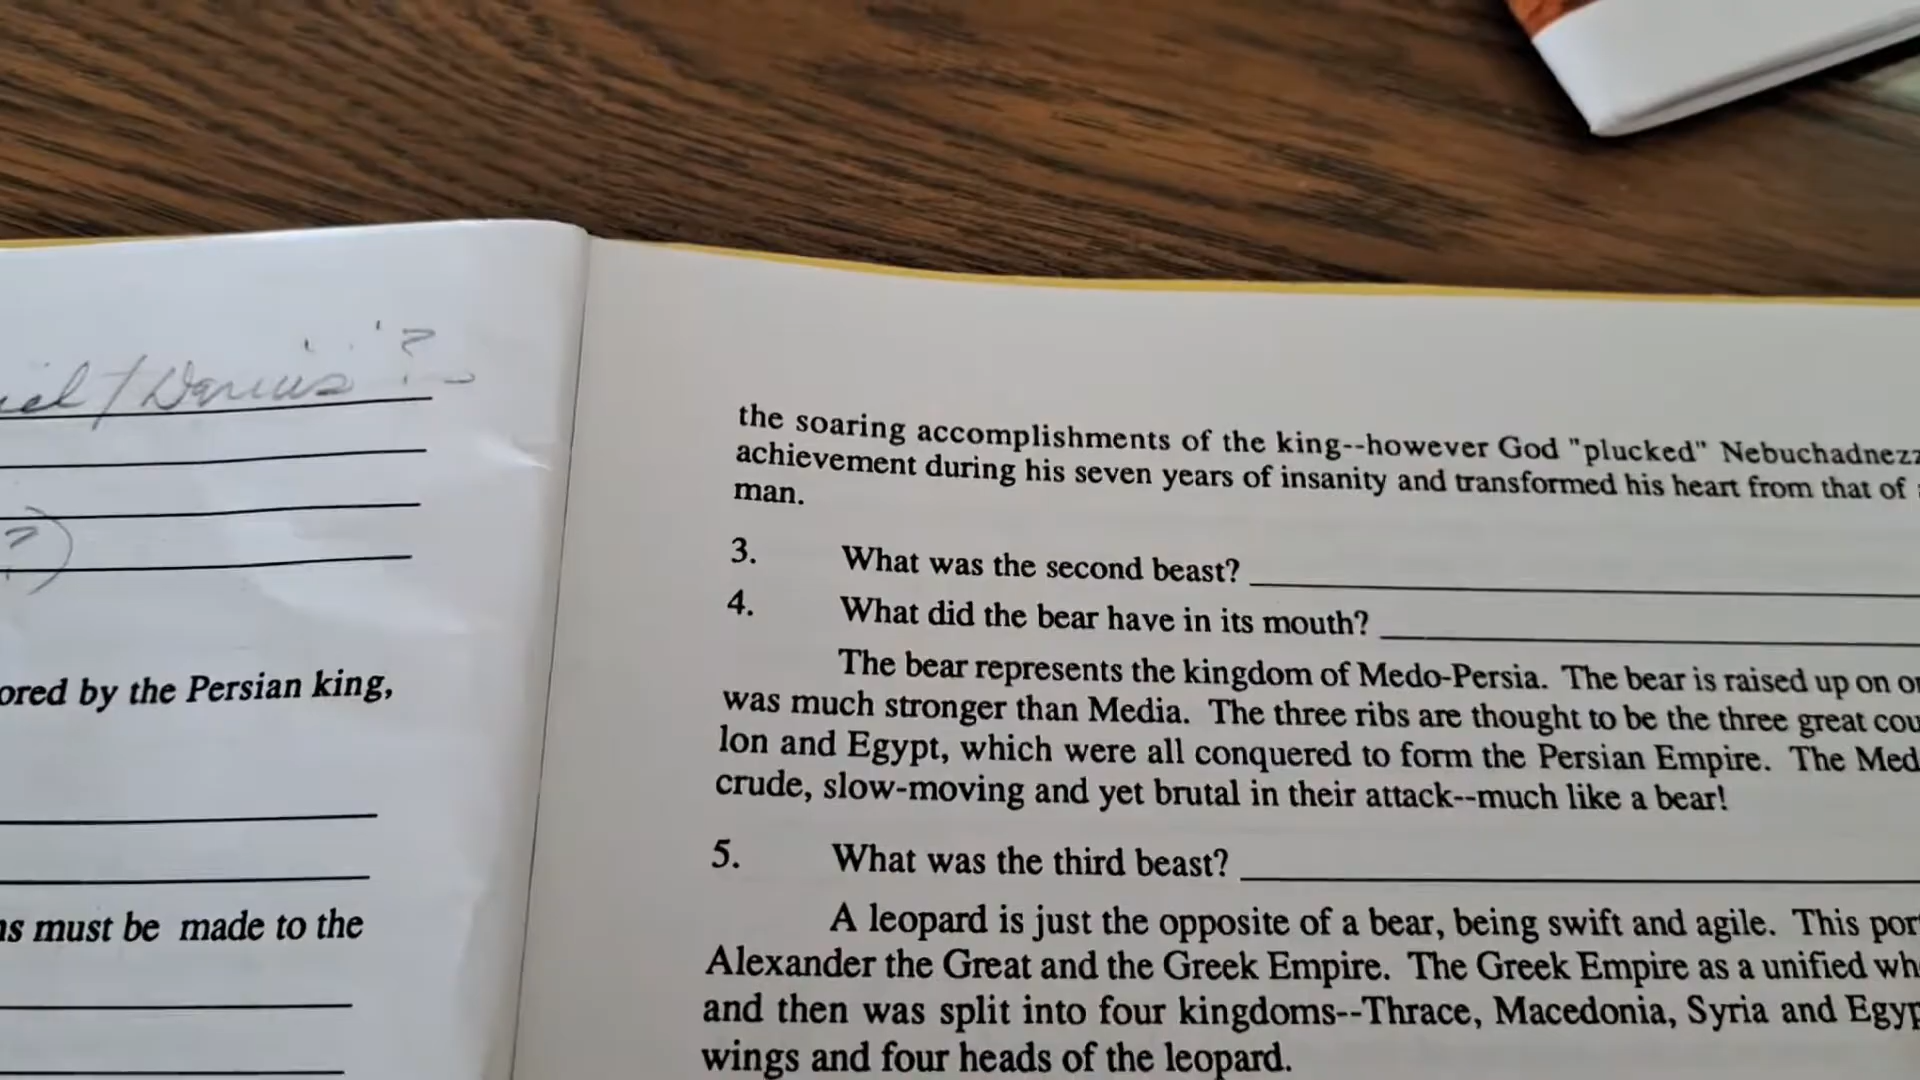 iel / Darius ?
?)
ored by the Persian king,
ns must be made to the
the soaring accomplishments of the king--however God "plucked" Nebuchadnezz
achievement during his seven years of insanity and transformed his heart from that of
man.
3. What was the second beast?
4. What did the bear have in its mouth?
The bear represents the kingdom of Medo-Persia. The bear is raised up on on
was much stronger than Media. The three ribs are thought to be the three great cou
lon and Egypt, which were all conquered to form the Persian Empire. The Med
crude, slow-moving and yet brutal in their attack--much like a bear!
5. What was the third beast?
A leopard is just the opposite of a bear, being swift and agile. This por
Alexander the Great and the Greek Empire. The Greek Empire as a unified wh
and then was split into four kingdoms--Thrace, Macedonia, Syria and Egyp
wings and four heads of the leopard.